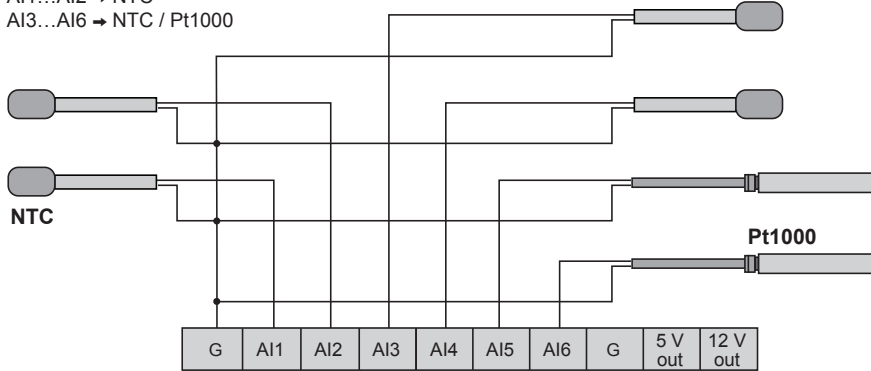 AI1…AI2 → NTC
AI3…AI6 → NTC / Pt1000
NTC
Pt1000
G AI1 AI2 AI3 AI4 AI5 AI6 G 5 V out 12 V out